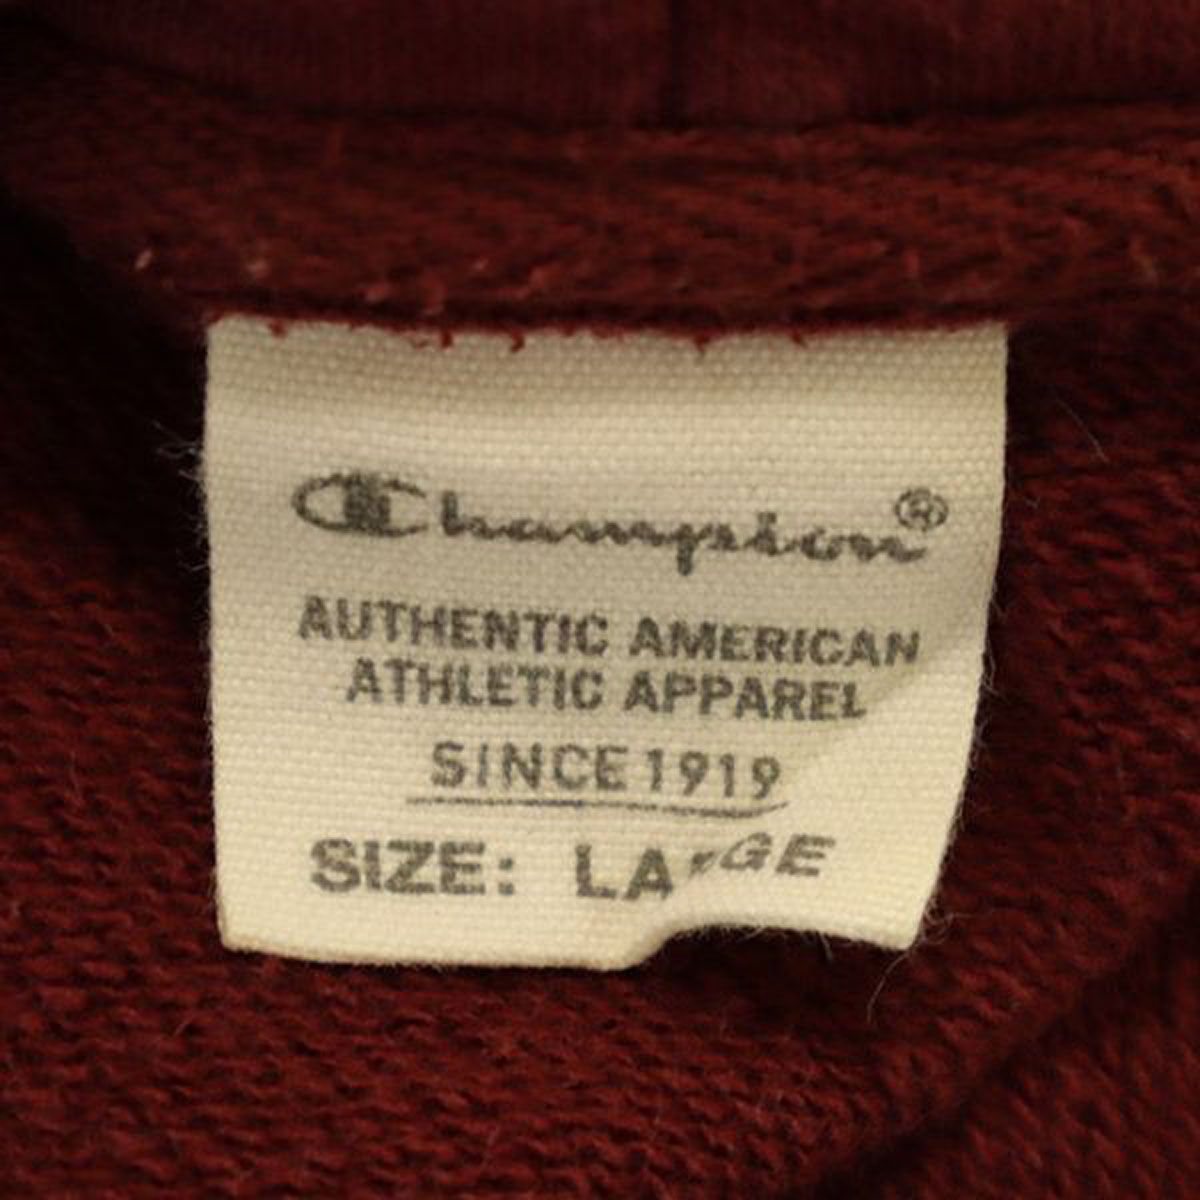 Champion®
AUTHENTIC AMERICAN
ATHLETIC APPAREL
SINCE 1919
SIZE: LARGE